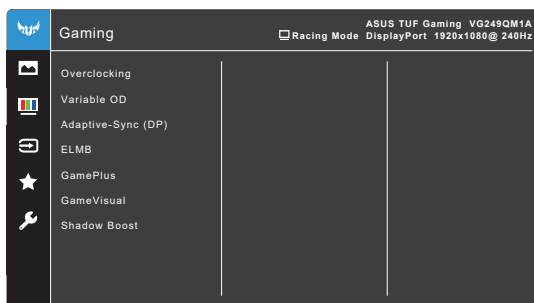 Gaming
ASUS TUF Gaming VG249QM1A
Racing Mode DisplayPort 1920x1080@ 240Hz
Overclocking
Variable OD
Adaptive-Sync (DP)
ELMB
GamePlus
GameVisual
Shadow Boost